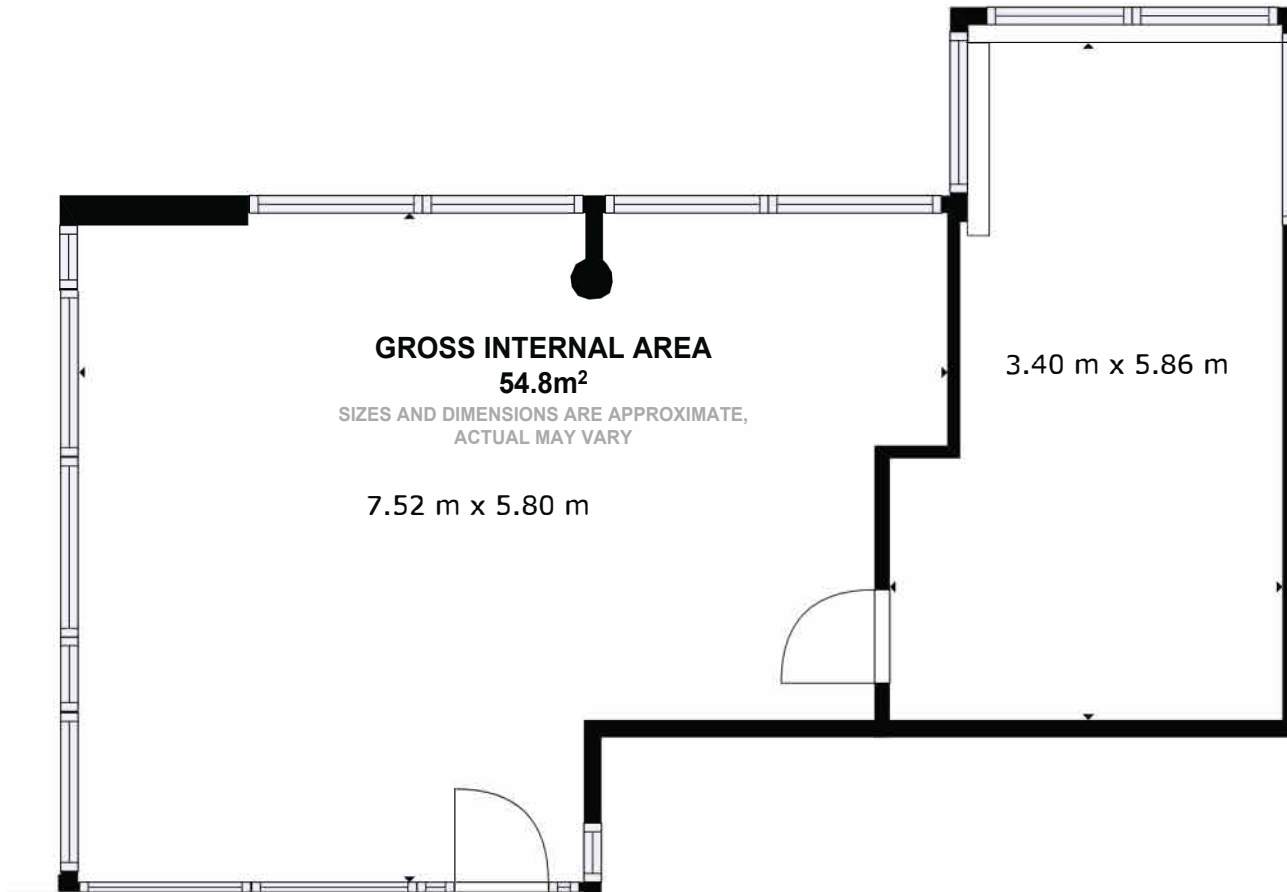 GROSS INTERNAL AREA
54.8m²
SIZES AND DIMENSIONS ARE APPROXIMATE,
ACTUAL MAY VARY
7.52 m x 5.80 m
3.40 m x 5.86 m